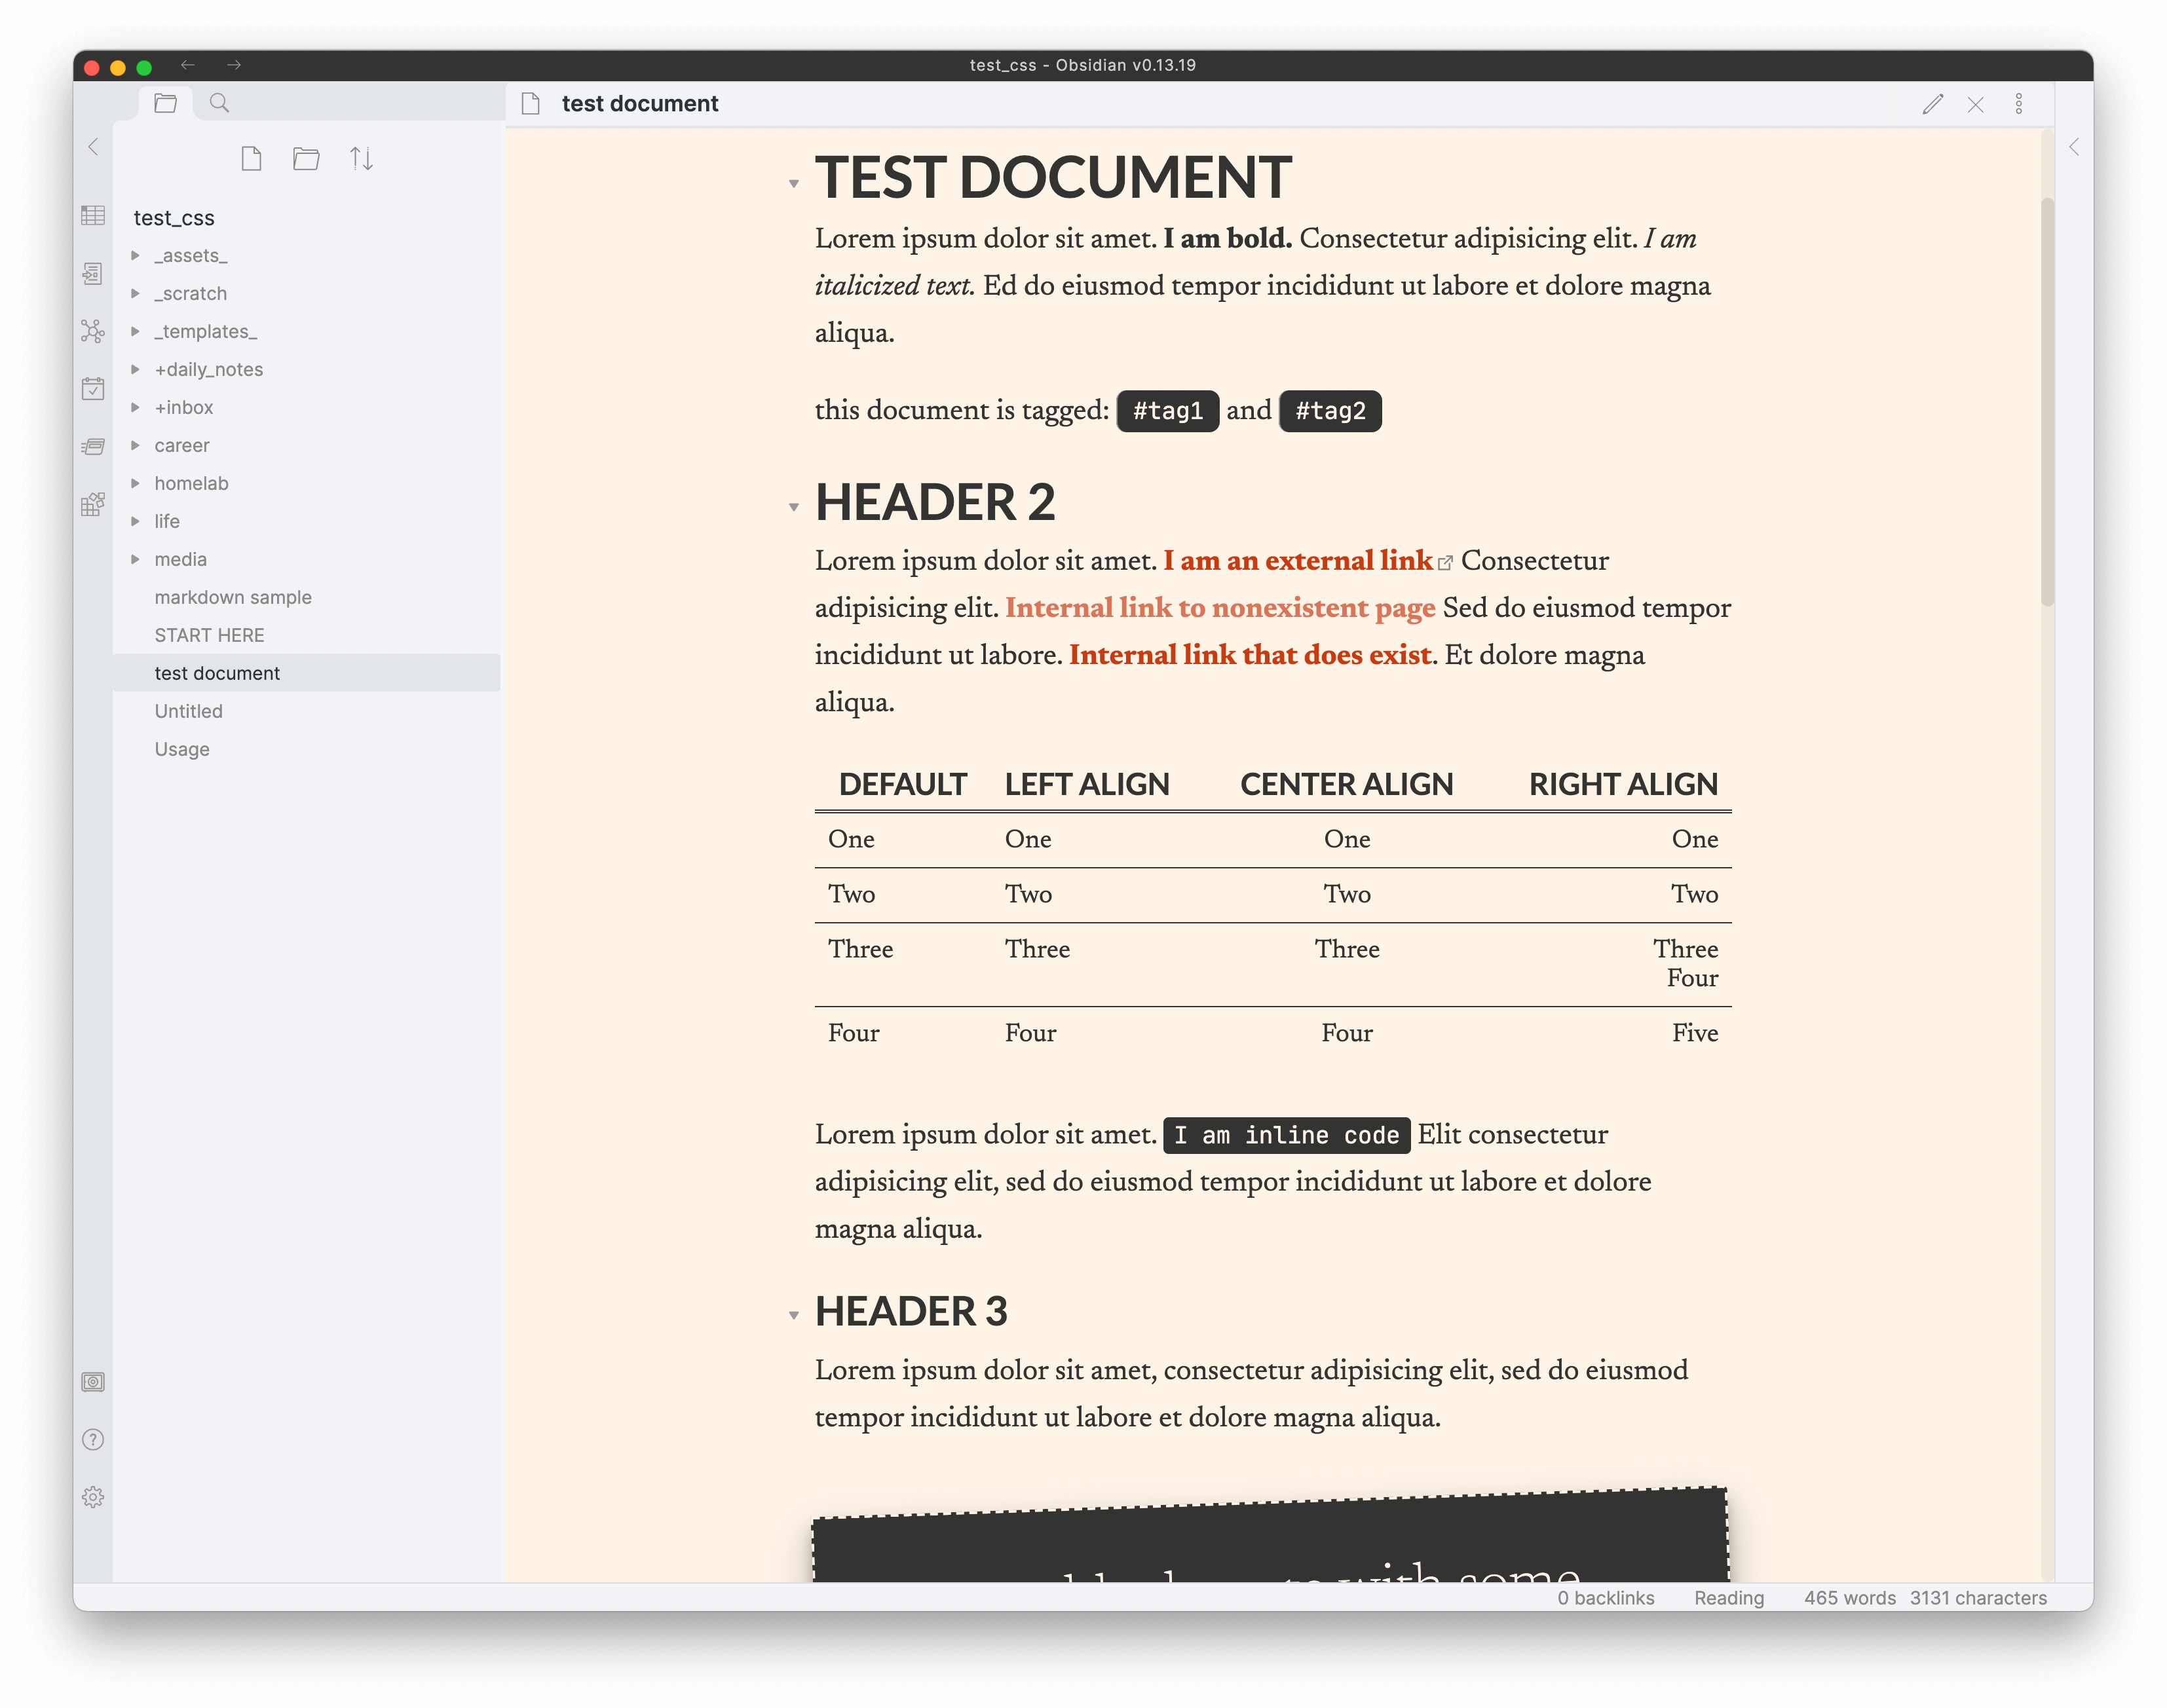 test_css - Obsidian v0.13.19
test document
test_css
_assets_
_scratch
_templates_
+daily_notes
+inbox
career
homelab
life
media
markdown sample
START HERE
test document
Untitled
Usage
TEST DOCUMENT
Lorem ipsum dolor sit amet. I am bold. Consectetur adipisicing elit. I am
italicized text. Ed do eiusmod tempor incididunt ut labore et dolore magna
aliqua.
this document is tagged: #tag1 and #tag2
HEADER 2
Lorem ipsum dolor sit amet. I am an external link Consectetur
adipisicing elit. Internal link to nonexistent page Sed do eiusmod tempor
incididunt ut labore. Internal link that does exist. Et dolore magna
aliqua.
DEFAULT LEFT ALIGN CENTER ALIGN RIGHT ALIGN
One One One One
Two Two Two Two
Three Three Three Three
Four
Four Four Four Five
Lorem ipsum dolor sit amet. I am inline code Elit consectetur
adipisicing elit, sed do eiusmod tempor incididunt ut labore et dolore
magna aliqua.
HEADER 3
Lorem ipsum dolor sit amet, consectetur adipisicing elit, sed do eiusmod
tempor incididunt ut labore et dolore magna aliqua.
with some
0 backlinks Reading 465 words 3131 characters